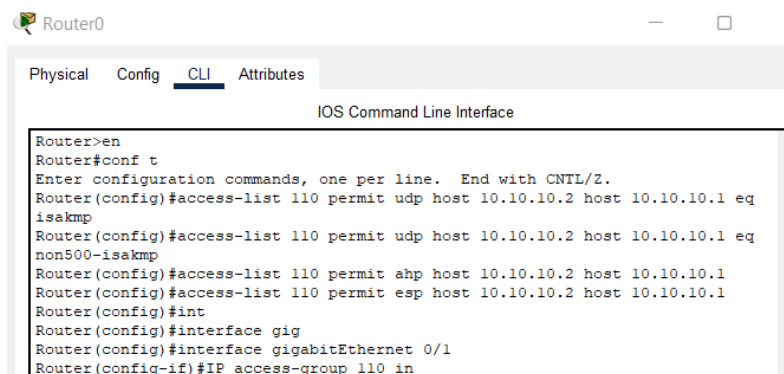 Router0
Physical Config CLI Attributes
IOS Command Line Interface
Router>en
Router#conf t
Enter configuration commands, one per line.  End with CNTL/Z.
Router(config)#access-list 110 permit udp host 10.10.10.2 host 10.10.10.1 eq
isakmp
Router(config)#access-list 110 permit udp host 10.10.10.2 host 10.10.10.1 eq
non500-isakmp
Router(config)#access-list 110 permit ahp host 10.10.10.2 host 10.10.10.1
Router(config)#access-list 110 permit esp host 10.10.10.2 host 10.10.10.1
Router(config)#int
Router(config)#interface gig
Router(config)#interface gigabitEthernet 0/1
Router(config-if)#IP access-group 110 in